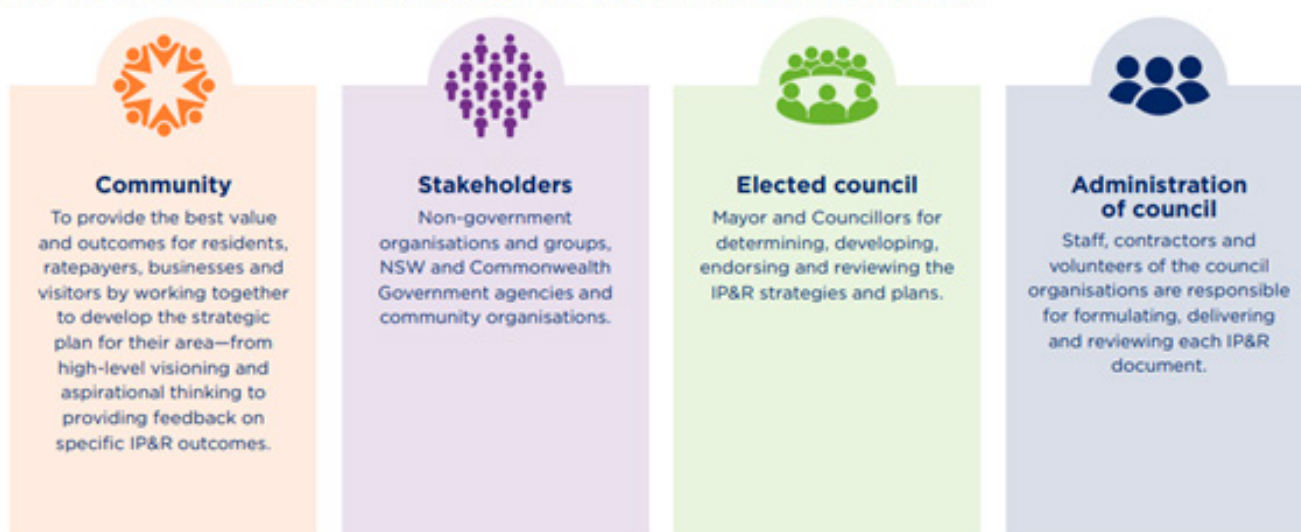 Community
To provide the best value
and outcomes for residents,
ratepayers, businesses and
visitors by working together
to develop the strategic
plan for their area—from
high-level visioning and
aspirational thinking to
providing feedback on
specific IP&R outcomes.
Stakeholders
Non-government
organisations and groups,
NSW and Commonwealth
Government agencies and
community organisations.
Elected council
Mayor and Councillors for
determining, developing,
endorsing and reviewing the
IP&R strategies and plans.
Administration
of council
Staff, contractors and
volunteers of the council
organisations are responsible
for formulating, delivering
and reviewing each IP&R
document.